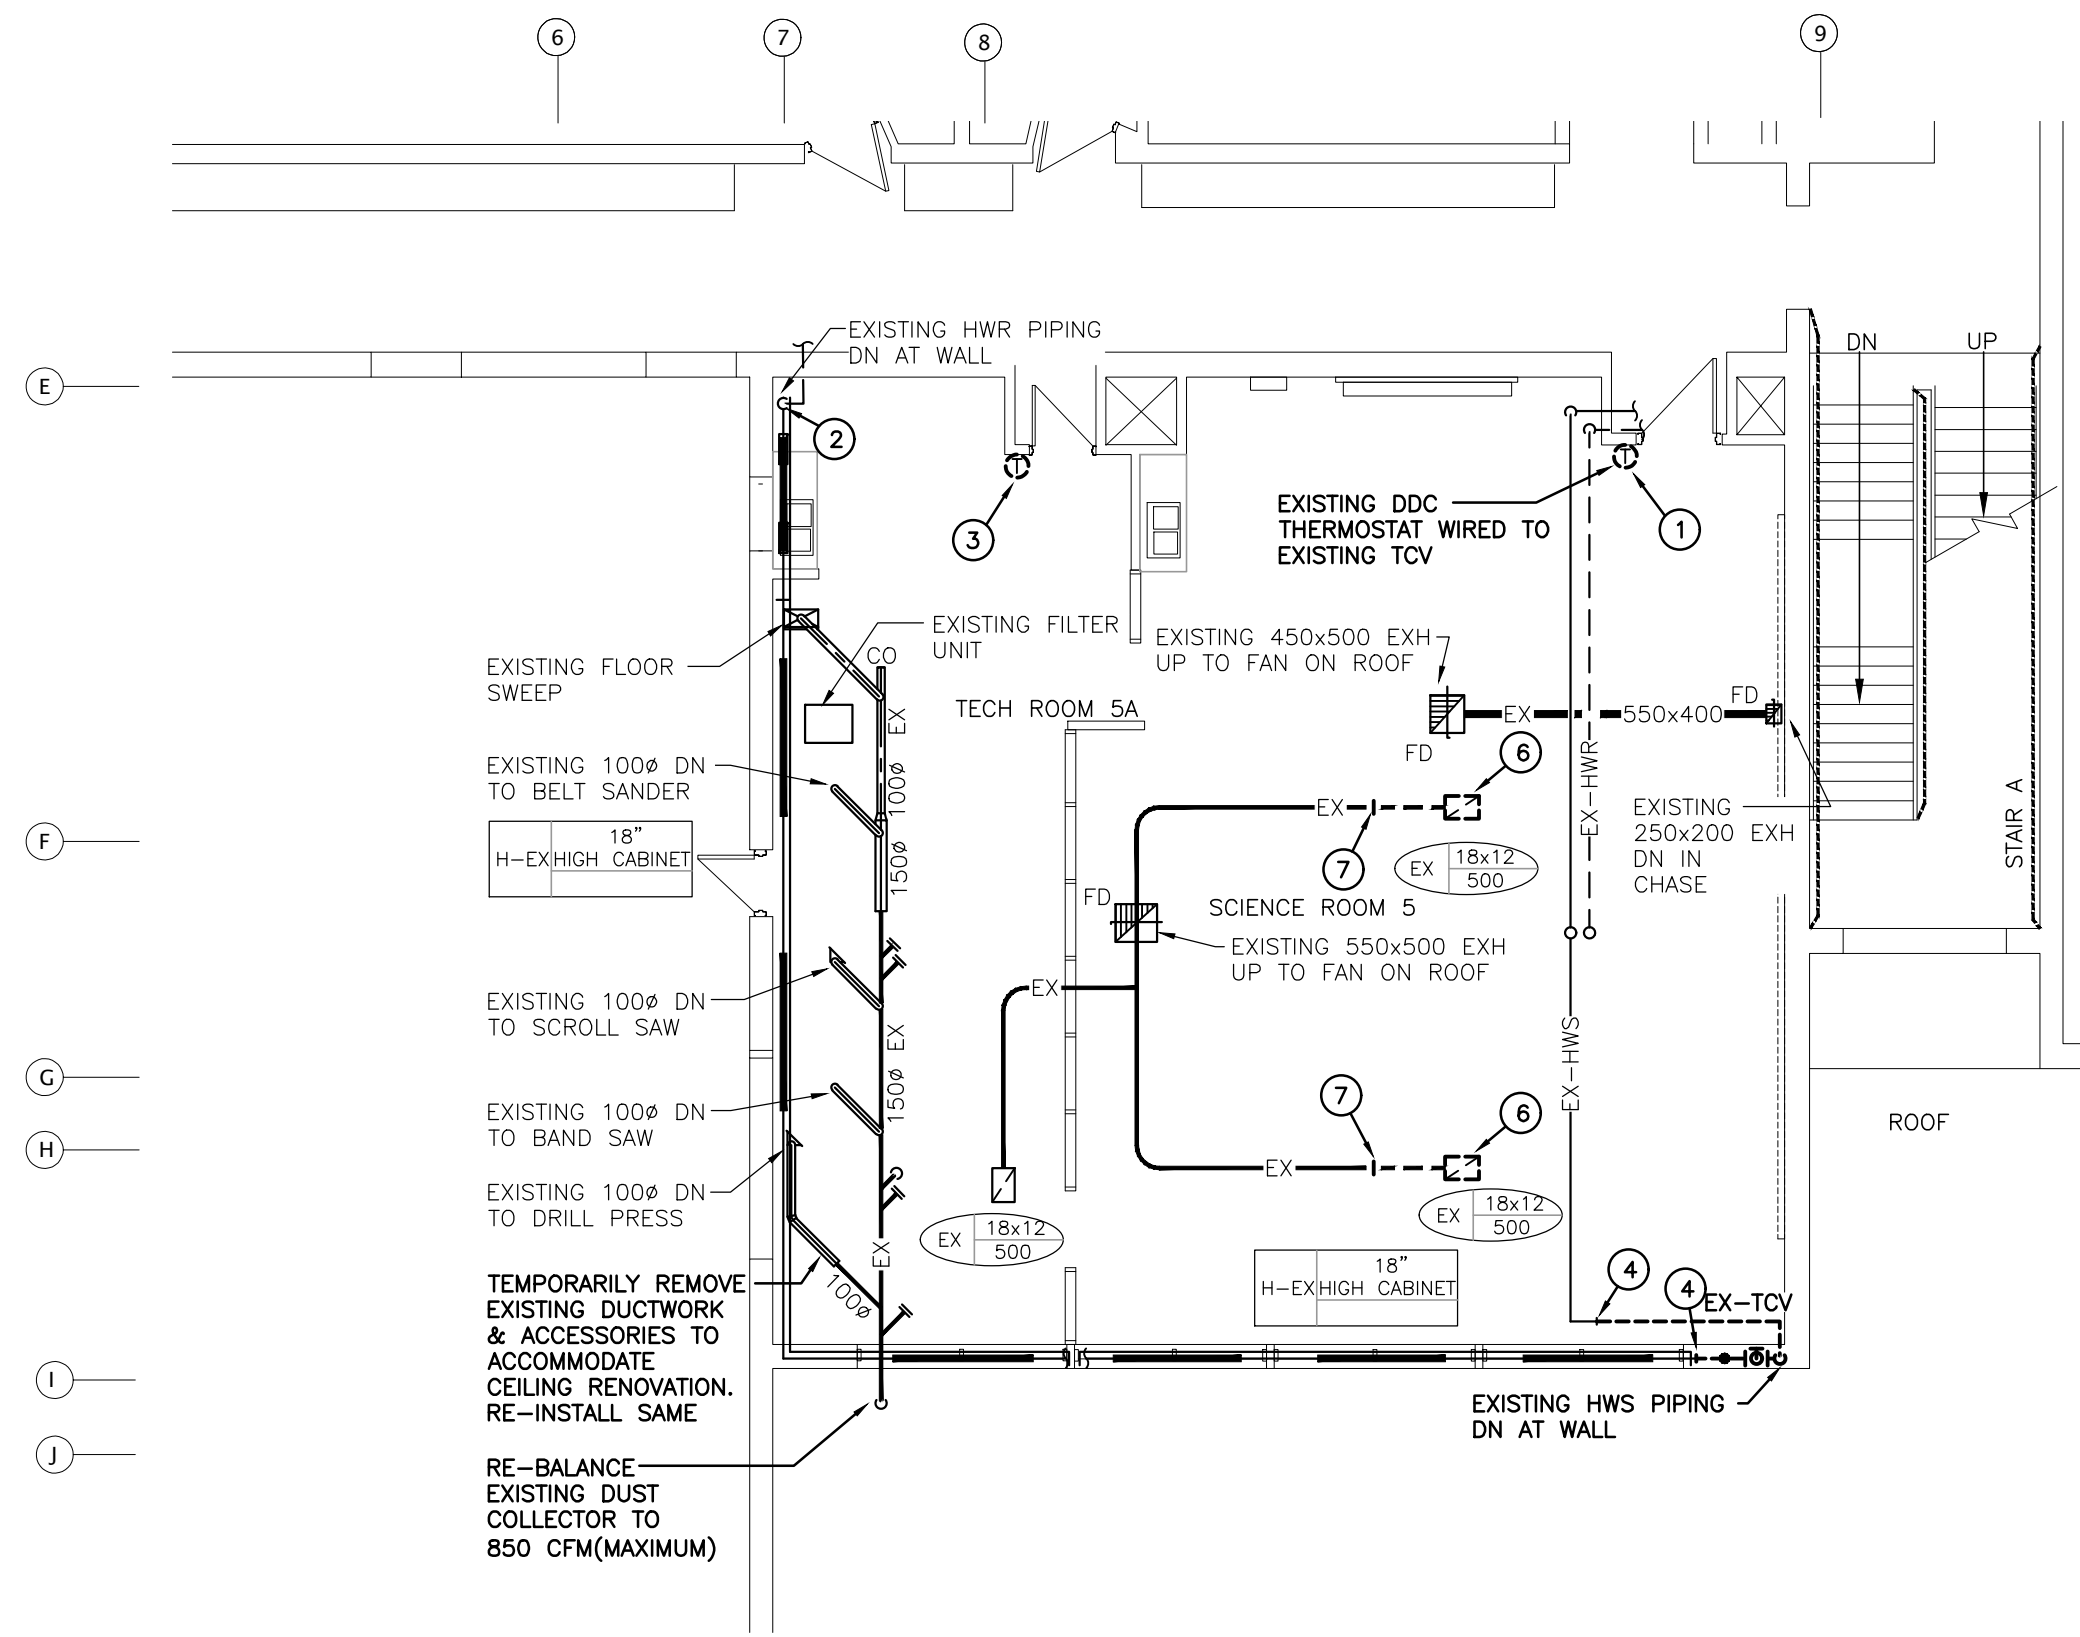 6
7
8
9
E
F
G
H
I
J
EXISTING HWR PIPING
DN AT WALL
2
3
EXISTING DDC
THERMOSTAT WIRED TO
EXISTING TCV
T
T
1
DN
UP
EXISTING FILTER
UNIT
EXISTING FLOOR
SWEEP
CO
EX
100ø
EXISTING 450x500 EXH
UP TO FAN ON ROOF
TECH ROOM 5A
FD
EX
550x400
FD
6
EX-HWR
EXISTING
250x200 EXH
DN IN
CHASE
STAIR A
EXISTING 100ø DN
TO BELT SANDER
18”
H-EX
HIGH CABINET
150ø
EX
7
EX
18x12
500
FD
SCIENCE ROOM 5
EXISTING 550x500 EXH
UP TO FAN ON ROOF
EX
EXISTING 100ø DN
TO SCROLL SAW
EX
150ø
EX-HWS
EXISTING 100ø DN
TO BAND SAW
7
6
ROOF
EX
EXISTING 100ø DN
TO DRILL PRESS
EX
18x12
500
EX
18x12
500
EX
100ø
18”
H-EX
HIGH CABINET
4
4
EX-TCV
TEMPORARILY REMOVE
EXISTING DUCTWORK
& ACCESSORIES TO
ACCOMMODATE
CEILING RENOVATION.
RE-INSTALL SAME
EXISTING HWS PIPING
DN AT WALL
RE-BALANCE
EXISTING DUST
COLLECTOR TO
850 CFM(MAXIMUM)